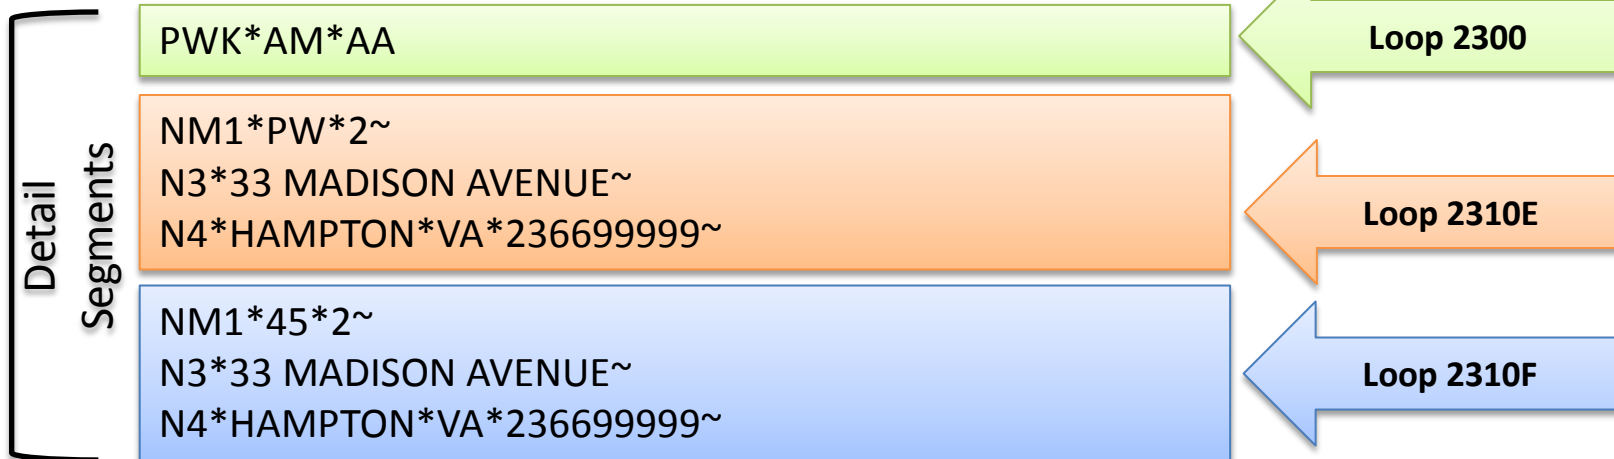 Detail
Segments
PWK*AM*AA
Loop 2300
NM1*PW*2~
N3*33 MADISON AVENUE~
N4*HAMPTON*VA*236699999~
Loop 2310E
NM1*45*2~
N3*33 MADISON AVENUE~
N4*HAMPTON*VA*236699999~
Loop 2310F